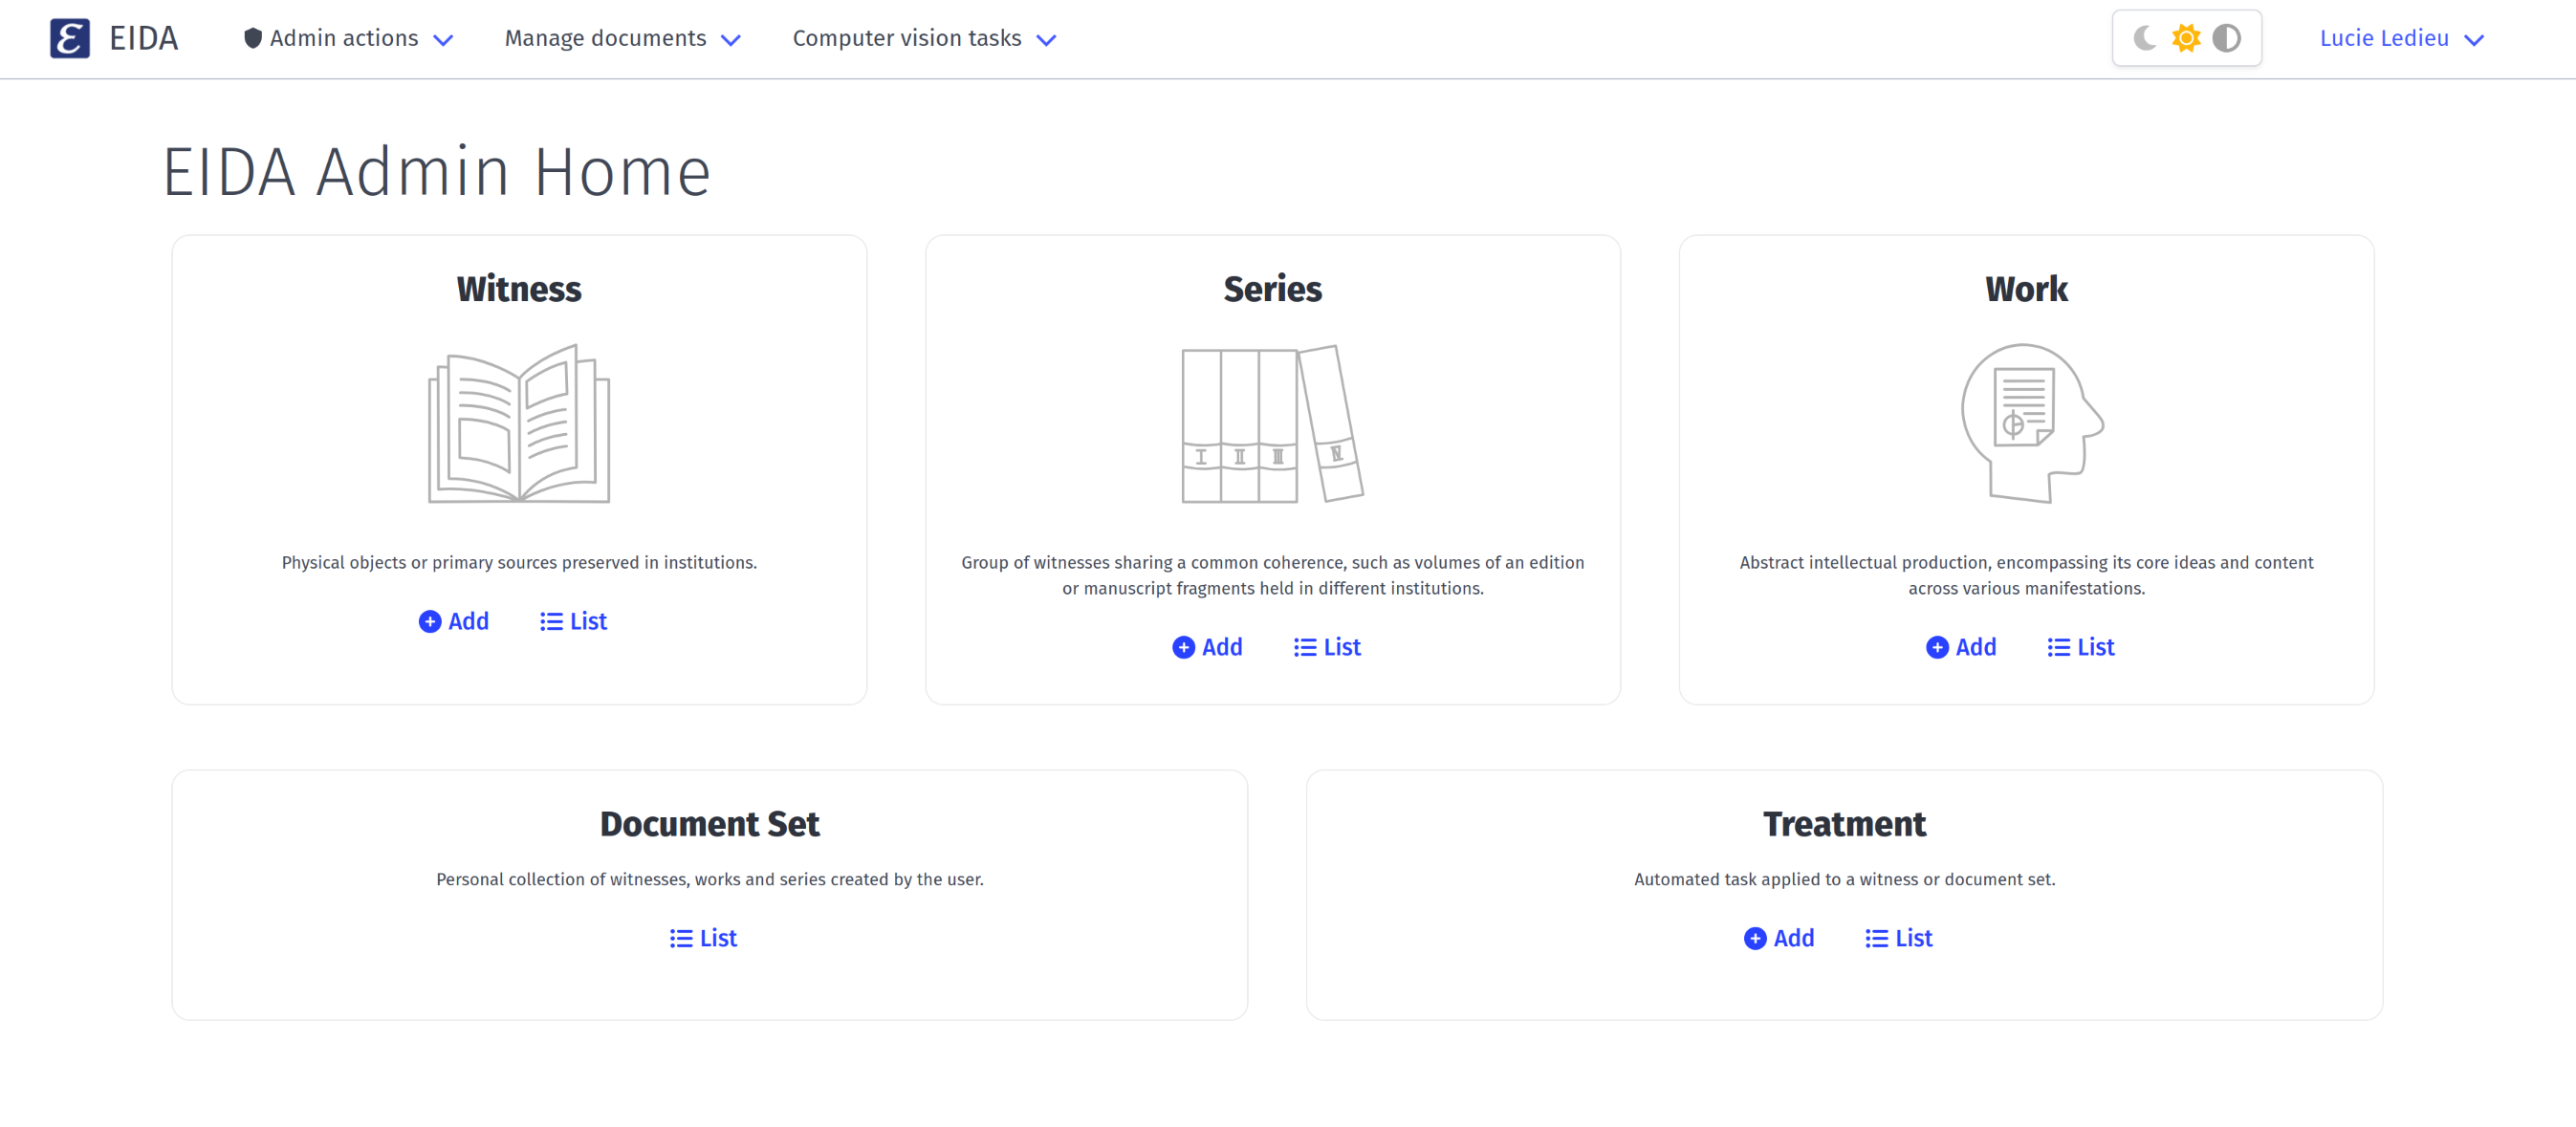 EIDA Admin actions Manage documents Computer vision tasks Lucie Ledieu
EIDA Admin Home
Witness
I II III IV
Physical objects or primary sources preserved in institutions.
Add List
Series
Group of witnesses sharing a common coherence, such as volumes of an edition
or manuscript fragments held in different institutions.
Add List
Work
Abstract intellectual production, encompassing its core ideas and content
across various manifestations.
Add List
Document Set
Personal collection of witnesses, works and series created by the user.
List
Treatment
Automated task applied to a witness or document set.
Add List